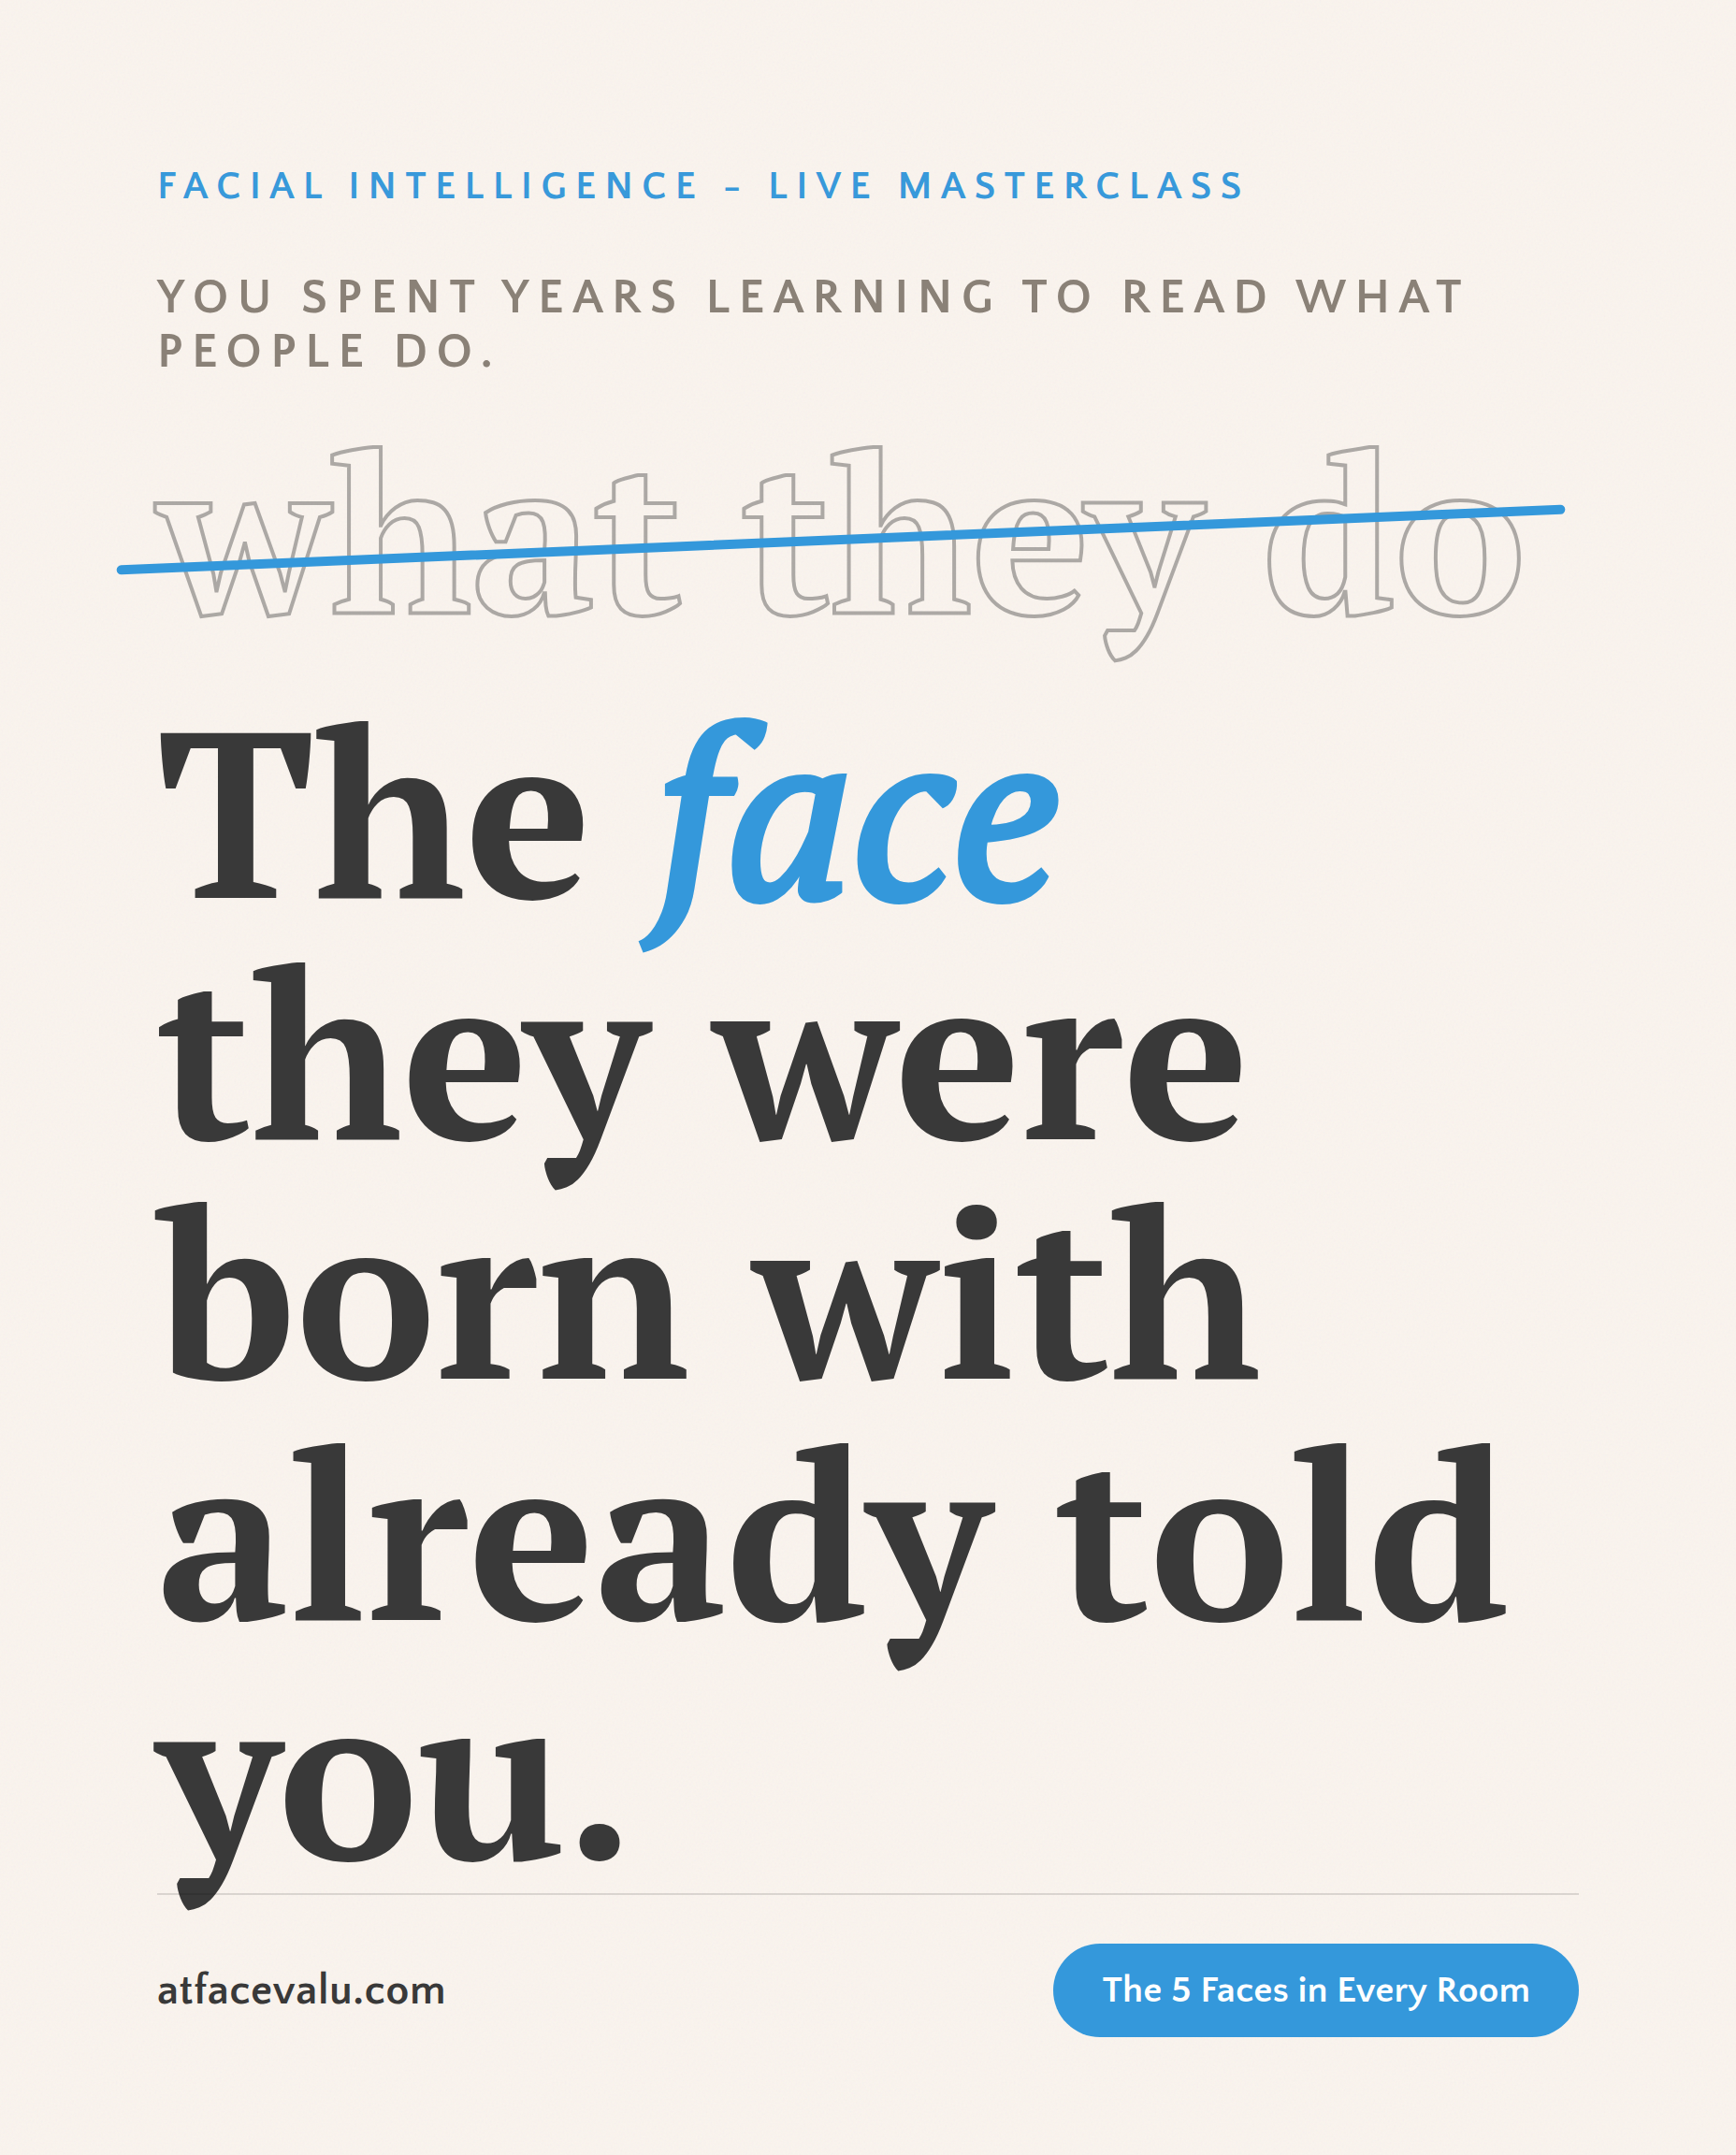 FACIAL INTELLIGENCE – LIVE MASTERCLASS
YOU SPENT YEARS LEARNING TO READ WHAT
PEOPLE DO.
what they do
The face
they were
born with
already told
you.
atfacevalu.com
The 5 Faces in Every Room